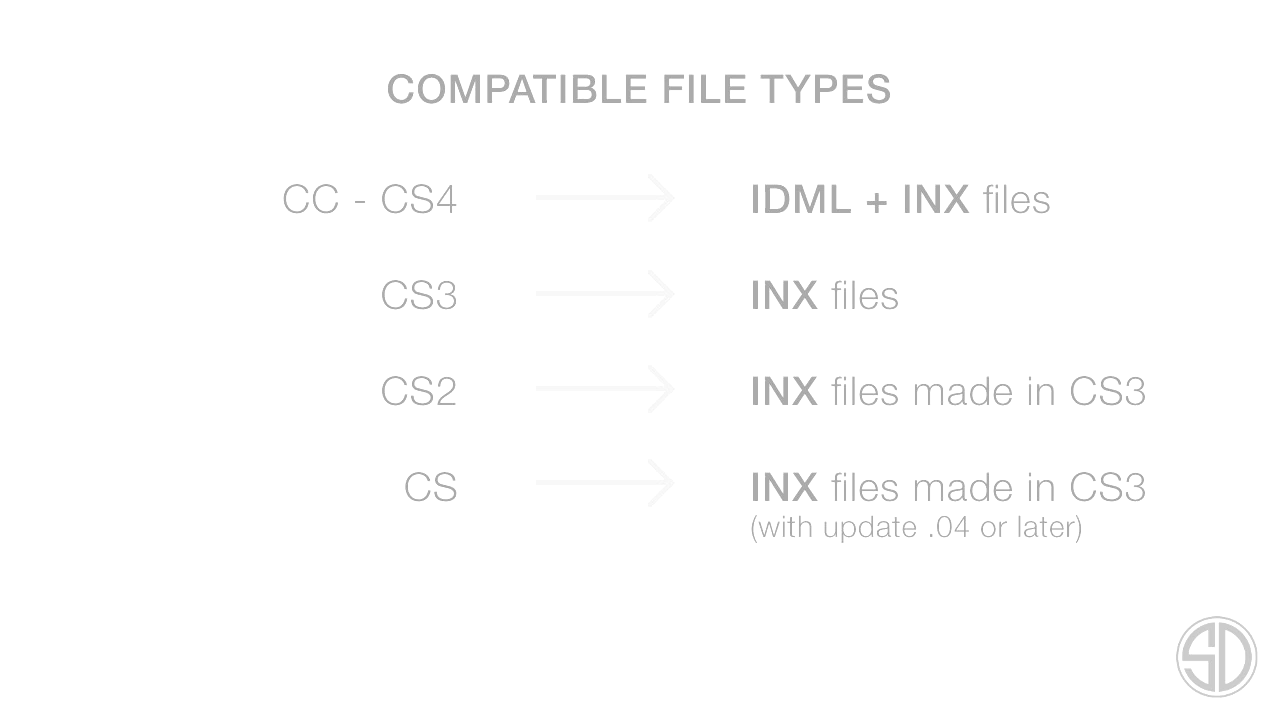 COMPATIBLE FILE TYPES
CC - CS4 IDML + INX files
CS3 INX files
CS2 INX files made in CS3
CS INX files made in CS3
(with update .04 or later)
SD